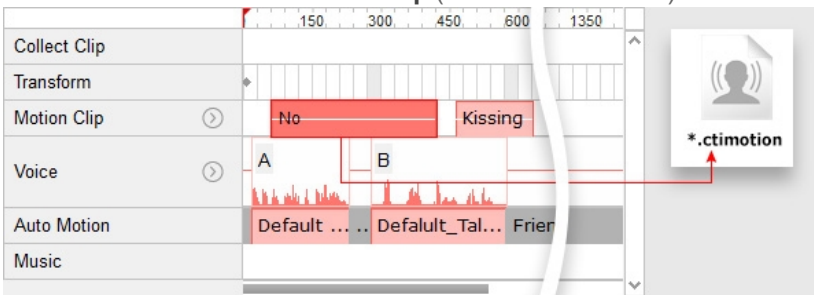 150 300 450 600 1350
Collect Clip
Transform
Motion Clip No Kissing
*.ctimotion
Voice A B
Auto Motion Default ... .. Defalult_Tal... Frien
Music